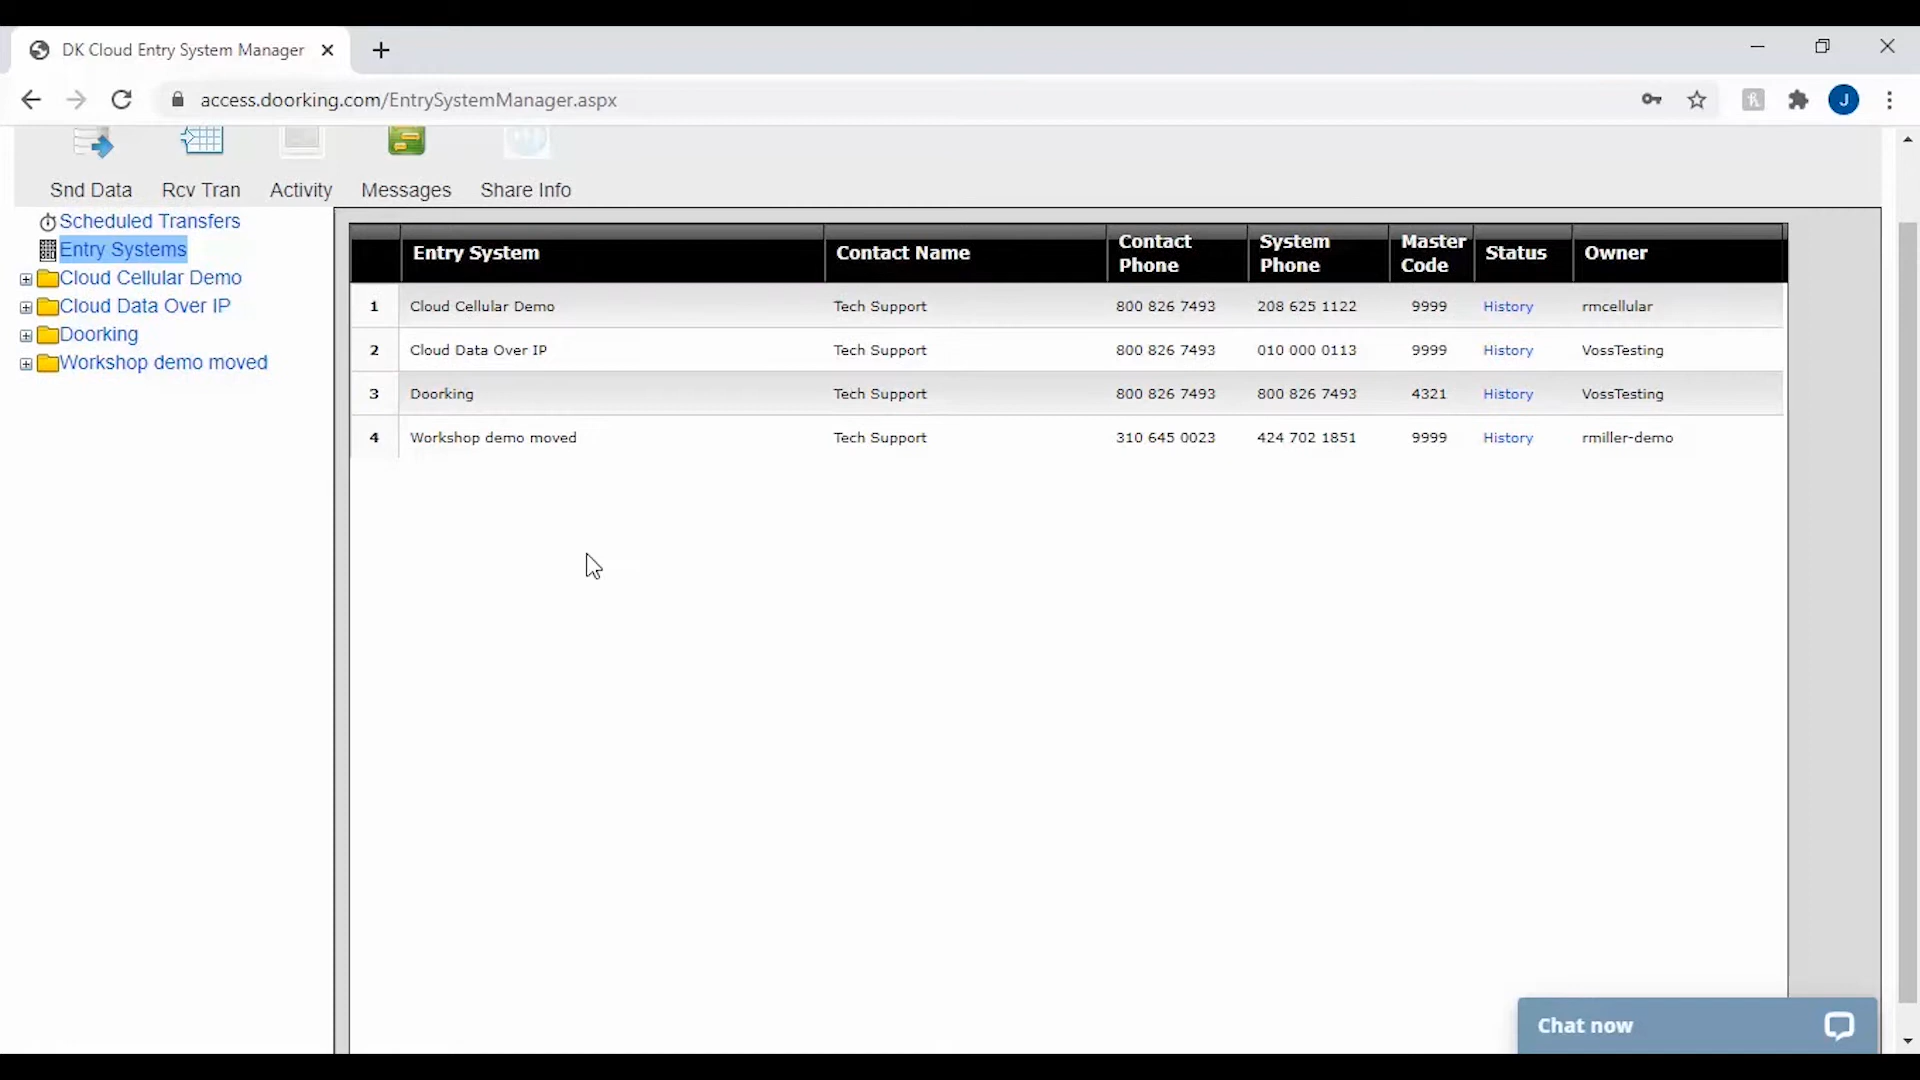 DK Cloud Entry System Manager
access.doorking.com/EntrySystemManager.aspx
J
Snd Data Rcv Tran Activity Messages Share Info
Scheduled Transfers
Entry Systems
Cloud Cellular Demo
Cloud Data Over IP
Doorking
Workshop demo moved
Entry System Contact Name Contact Phone System Phone Master Code Status Owner
1 Cloud Cellular Demo Tech Support 800 826 7493 208 625 1122 9999 History rmcellular
2 Cloud Data Over IP Tech Support 800 826 7493 010 000 0113 9999 History VossTesting
3 Doorking Tech Support 800 826 7493 800 826 7493 4321 History VossTesting
4 Workshop demo moved Tech Support 310 645 0023 424 702 1851 9999 History rmiller-demo
Chat now